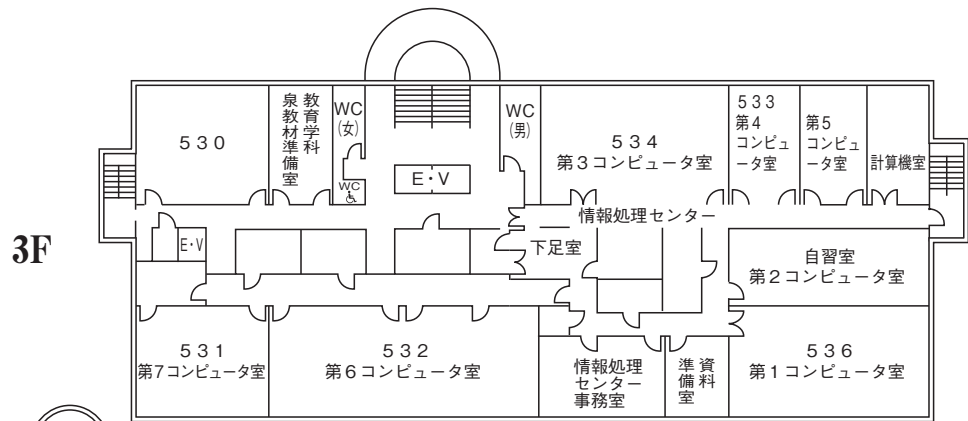 3F
530
教育学科
泉教材準備室
WC
(女)
WC
E・V
WC
(男)
534
第3コンピュータ室
533
第4
コンピュ
ータ室
第5
コンピュ
ータ室
計算機室
情報処理センター
下足室
E・V
自習室
第2コンピュータ室
531
第7コンピュータ室
532
第6コンピュータ室
情報処理
センター
事務室
資料
準備室
536
第1コンピュータ室